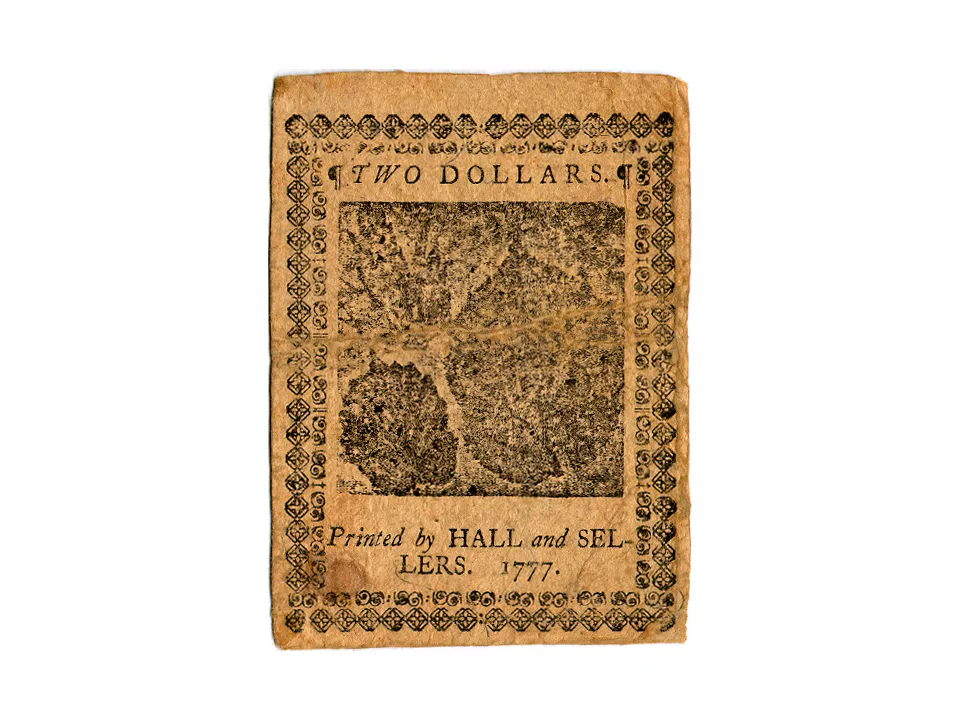 ¶ TWO DOLLARS. ¶
Printed by HALL and SEL-
LERS. 1777.